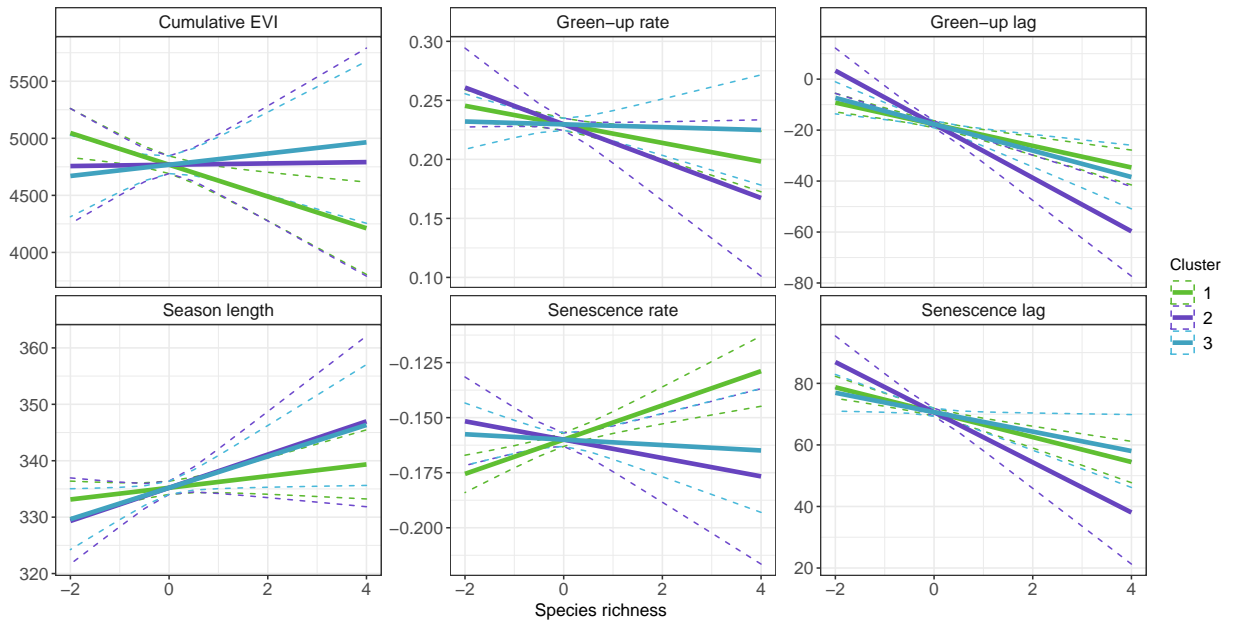 Cumulative EVI
Green−up rate
Green−up lag
5500
5000
4500
4000
0.30
0.25
0.20
0.15
0.10
0
−20
−40
−60
−80
Season length
Senescence rate
Senescence lag
360
350
340
330
320
−0.125
−0.150
−0.175
−0.200
80
60
40
20
−2 0 2 4
−2 0 2 4
−2 0 2 4
Species richness
Cluster
1
2
3